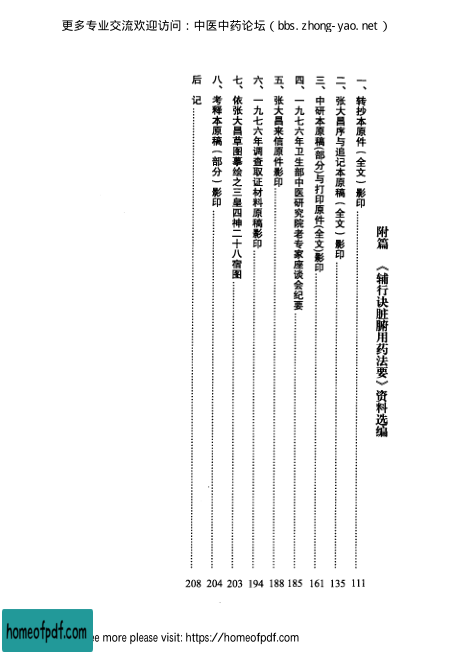 更多专业交流欢迎访问：中医中药论坛（bbs.zhong-yao.net）
附篇 《辅行诀脏腑用药法要》资料选编
一、转抄本原件（全文）影印 111
二、张大昌序与追记本原稿（全文）影印 135
三、中研本原稿(部分)与打印原件(全文)影印 161
四、一九七六年卫生部中医研究院老专家座谈会纪要 185
五、张大昌来信原件影印 188
六、一九七六年调查取证材料原稿影印 194
七、依张大昌草图摹绘之三皇四神二十八宿图 203
八、考释本原稿（部分）影印 204
后记 208
homeofpdf.com
ee more please visit: https://homeofpdf.com